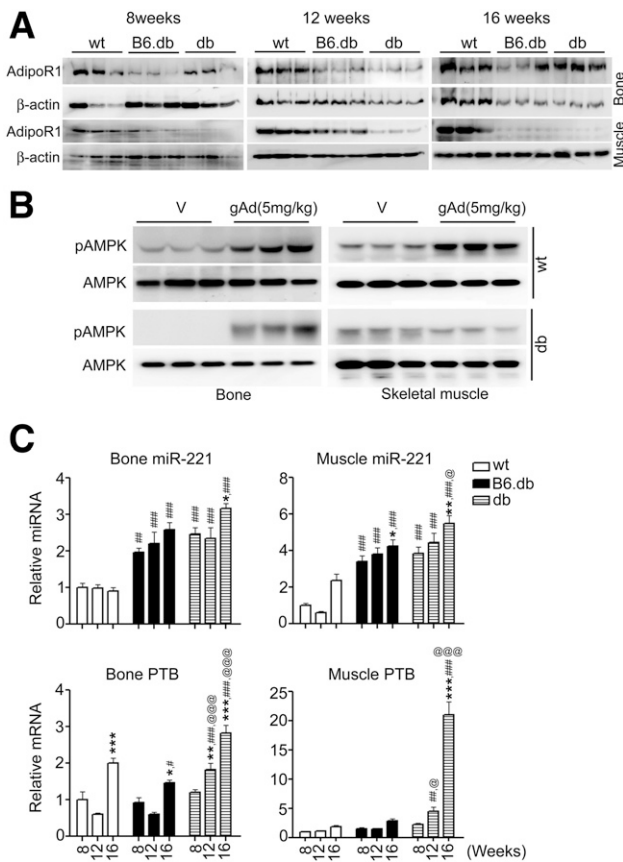 A
8weeks 12 weeks 16 weeks
wt B6.db db wt B6.db db wt B6.db db
AdipoR1
β-actin
Bone
AdipoR1
β-actin
Muscle
B
V gAd(5mg/kg) V gAd(5mg/kg)
pAMPK
AMPK
wt
pAMPK
AMPK
db
Bone Skeletal muscle
C
Bone miR-221
Relative miRNA
4
3
2
1
0
## ### ### ### ### *,###
Muscle miR-221
8
6
4
2
0
### ### *,### ### ### **,###,@
wt
B6.db
db
Bone PTB
Relative mRNA
4
3
2
1
0
*** *,# **,###,@@@ ***,###,@@@
8 12 16 8 12 16 8 12 16
Muscle PTB
25
20
15
10
5
0
##,@ ***,### @@@
8 12 16 8 12 16 8 12 16 (Weeks)